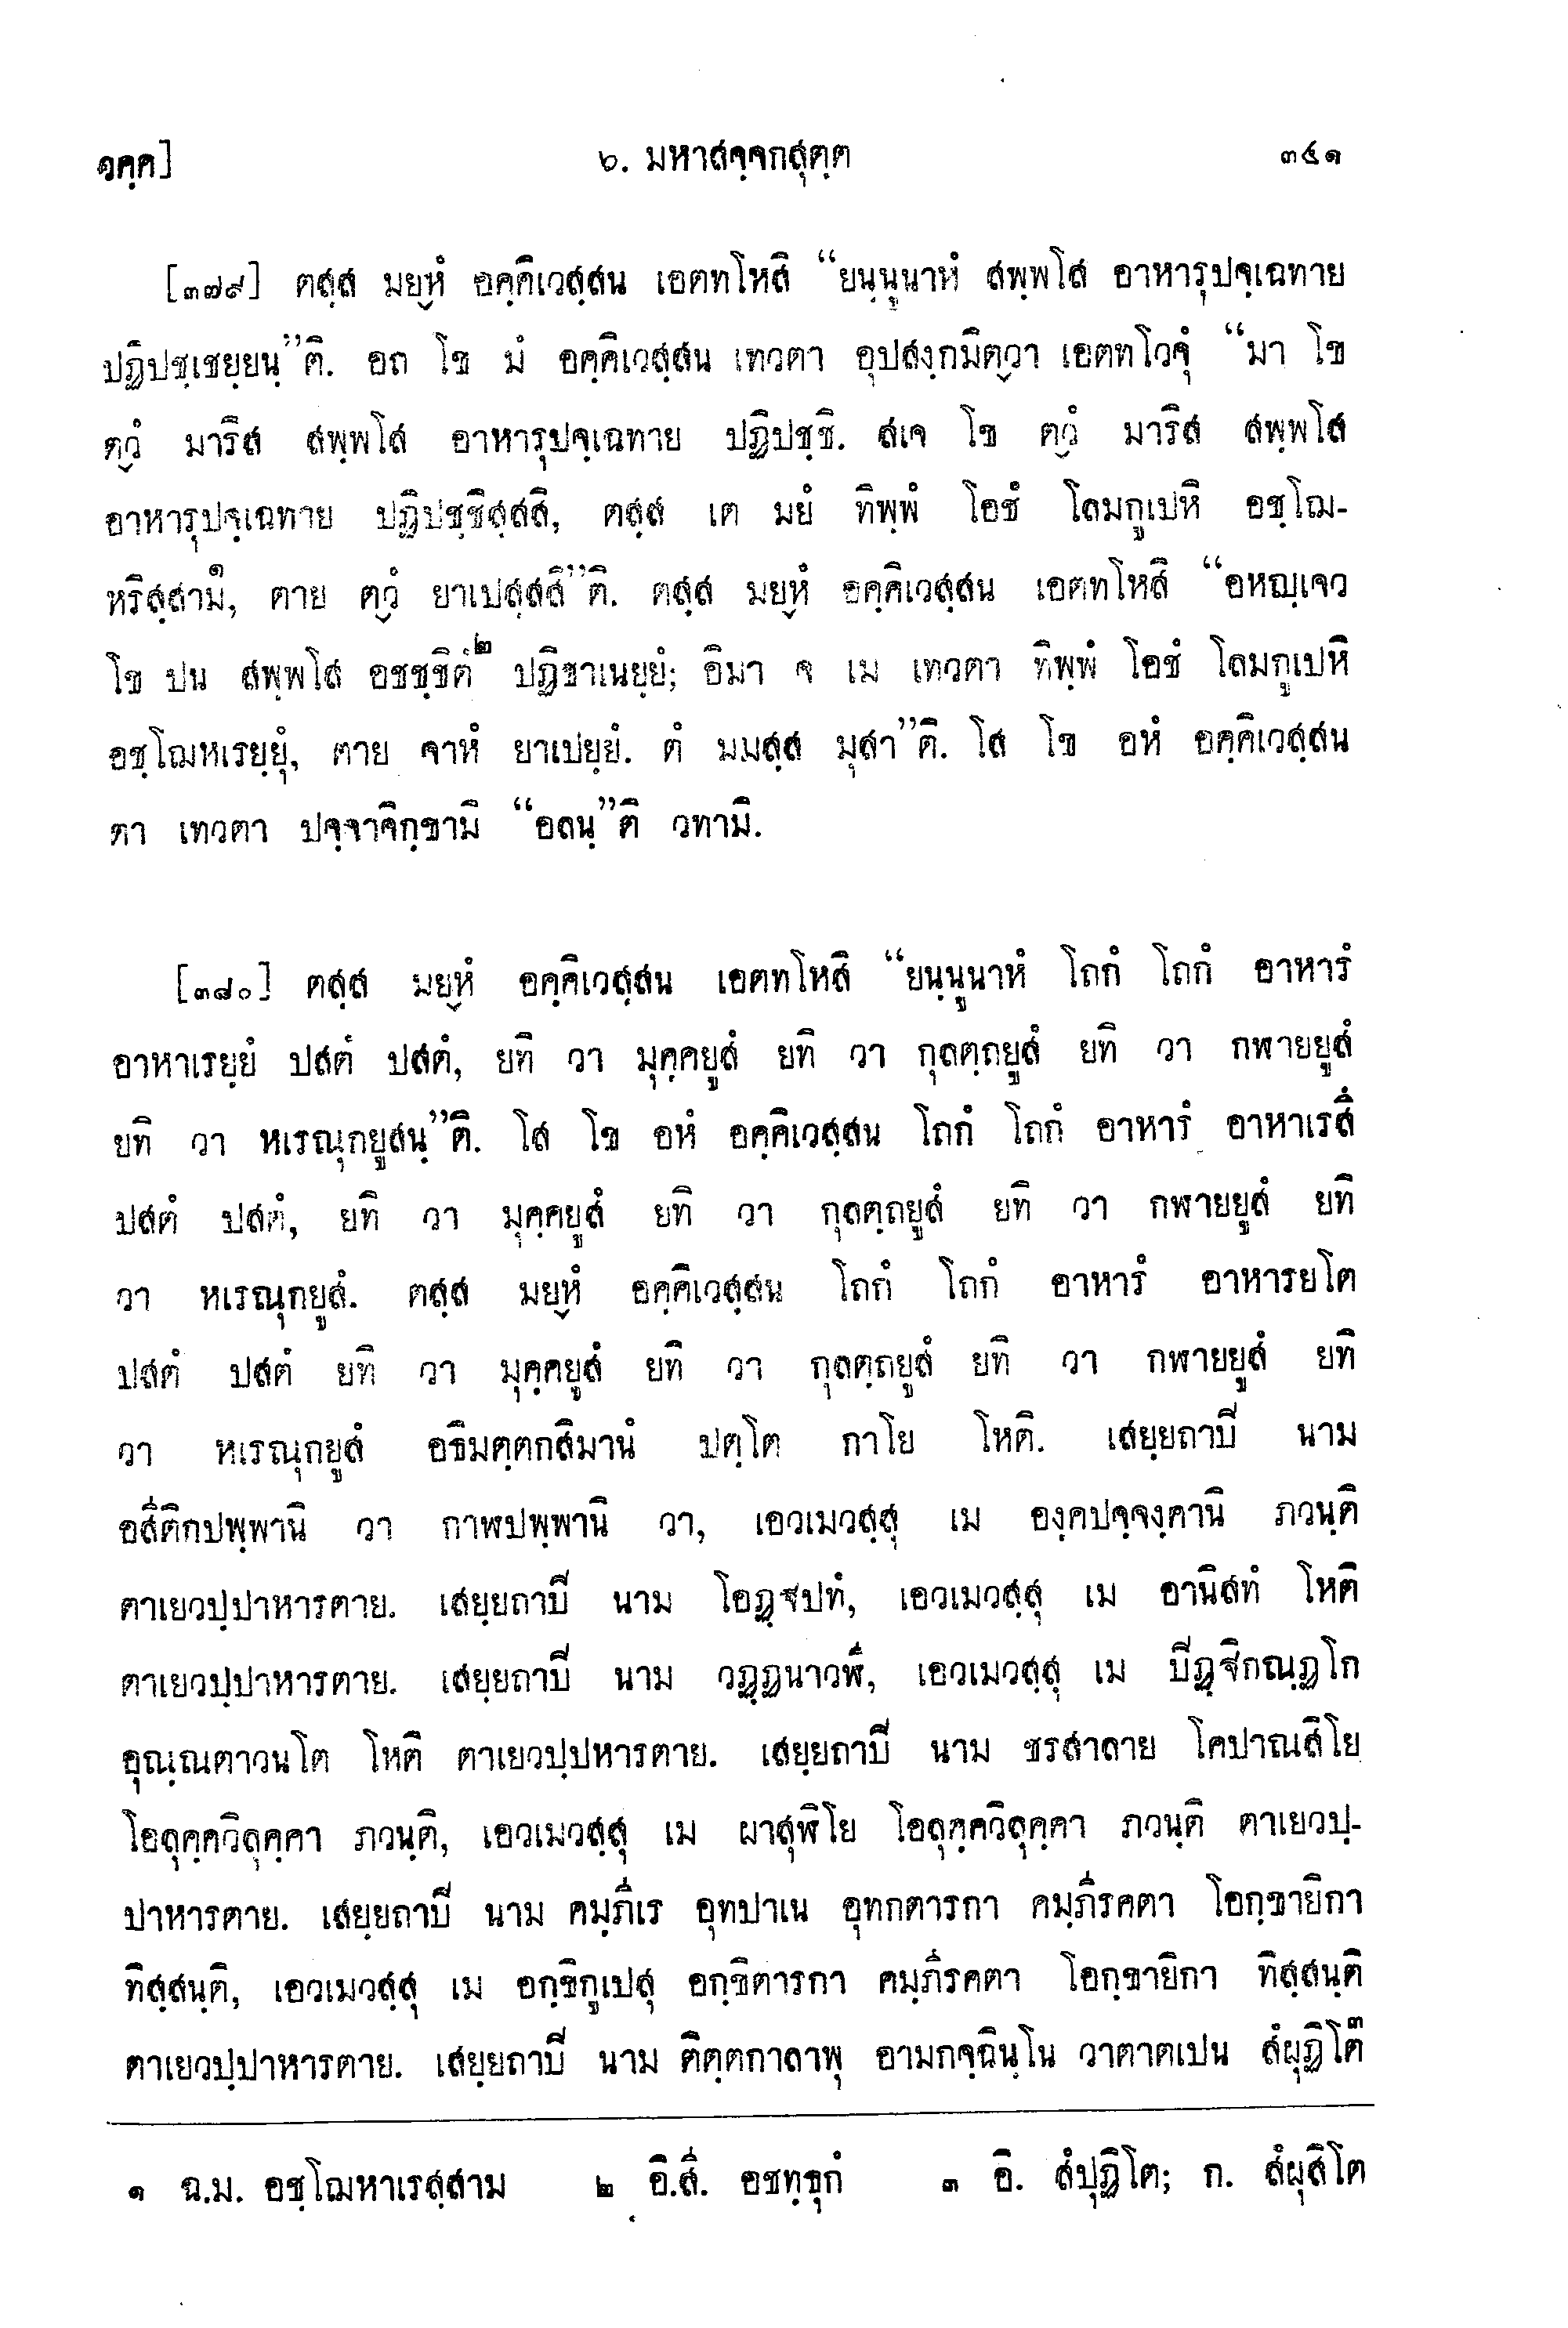 วคฺค]
๖. มหาสจฺจกสุตฺต
๓๕๑
[๓๗๙] ตสฺส มยฺหํ อคฺคิเวสฺสน เอตทโหสิ “ยนฺนูนาหํ สพฺพโส อาหารุปจฺเฉทาย
ปฏิปชฺเชยฺยนฺ”ติ. อถ โข มํ อคฺคิเวสฺสน เทวตา อุปสงฺกมิตฺวา เอตทโวจุํ “มา โข
ตฺวํ มาริส สพฺพโส อาหารุปจฺเฉทาย ปฏิปชฺชิ. สเจ โข ตฺวํ มาริส สพฺพโส
อาหารุปจฺเฉทาย ปฏิปชฺชิสฺสสิ, ตสฺส เต มยํ ทิพฺพํ โอชํ โลมกูเปหิ อชฺโฌ-
หริสฺสาม๑, ตาย ตฺวํ ยาเปสฺสสี”ติ. ตสฺส มยฺหํ อคฺคิเวสฺสน เอตทโหสิ “อหญฺเจว
โข ปน สพฺพโส อชชฺชิตํ๒ ปฏิชาเนยฺยํ; อิมา จ เม เทวตา ทิพฺพํ โอชํ โลมกูเปหิ
อชฺโฌหเรยฺยุํ, ตาย จาหํ ยาเปยฺยํ. ตํ มมสฺส มุสา”ติ. โส โข อหํ อคฺคิเวสฺสน
ตา เทวตา ปจฺจาจิกฺขามิ “อลนฺ”ติ วทามิ.
[๓๘๐] ตสฺส มยฺหํ อคฺคิเวสฺสน เอตทโหสิ “ยนฺนูนาหํ โถกํ โถกํ อาหารํ
อาหาเรยฺยํ ปสตํ ปสตํ, ยทิ วา มุคฺคยูสํ ยทิ วา กุลตฺถยูสํ ยทิ วา กฬายยูสํ
ยทิ วา หเรณุกยูสนฺ”ติ. โส โข อหํ อคฺคิเวสฺสน โถกํ โถกํ อาหารํ อาหาเรสึ
ปสตํ ปสตํ, ยทิ วา มุคฺคยูสํ ยทิ วา กุลตฺถยูสํ ยทิ วา กฬายยูสํ ยทิ
วา หเรณุกยูสํ. ตสฺส มยฺหํ อคฺคิเวสฺสน โถกํ โถกํ อาหารํ อาหารยโต
ปสตํ ปสตํ ยทิ วา มุคฺคยูสํ ยทิ วา กุลตฺถยูสํ ยทิ วา กฬายยูสํ ยทิ
วา หเรณุกยูสํ อธิมตฺตกสิมานํ ปตฺโต กาโย โหติ. เสยฺยถาปิ นาม
อสีติกปพฺพานิ วา กาฬปพฺพานิ วา, เอวเมวสฺสุ เม องฺคปจฺจงฺคานิ ภวนฺติ
ตาเยวปฺปาหารตาย. เสยฺยถาปิ นาม โอฏฺฐปทํ, เอวเมวสฺสุ เม อานิสทํ โหติ
ตาเยวปฺปาหารตาย. เสยฺยถาปิ นาม วฏฺฏนาวฬี, เอวเมวสฺสุ เม ปิฏฺฐิกณฺฏโก
อุณฺณตาวนโต โหติ ตาเยวปฺปหารตาย. เสยฺยถาปิ นาม ชรสาลาย โคปาณสิโย
โอลุคฺควิลุคฺคา ภวนฺติ, เอวเมวสฺสุ เม ผาสุฬิโย โอลุคฺควิลุคฺคา ภวนฺติ ตาเยวปฺ-
ปาหารตาย. เสยฺยถาปิ นาม คมฺภีเร อุทปาเน อุทกตารกา คมฺภีรคตา โอกฺขายิกา
ทิสฺสนฺติ, เอวเมวสฺสุ เม อกฺขิกูเปสุ อกฺขิตารกา คมฺภีรคตา โอกฺขายิกา ทิสฺสนฺติ
ตาเยวปฺปาหารตาย. เสยฺยถาปิ นาม ติตฺตกาลาพุ อามกจฺฉินฺโน วาตาตเปน สํผุฏิโต๓
๑ ฉ.ม. อชฺโฌหาเรสฺสาม ๒ อิ.สี. อชทฺธุกํ ๓ อิ. สํปุฏิโต; ก. สํผุสิโต